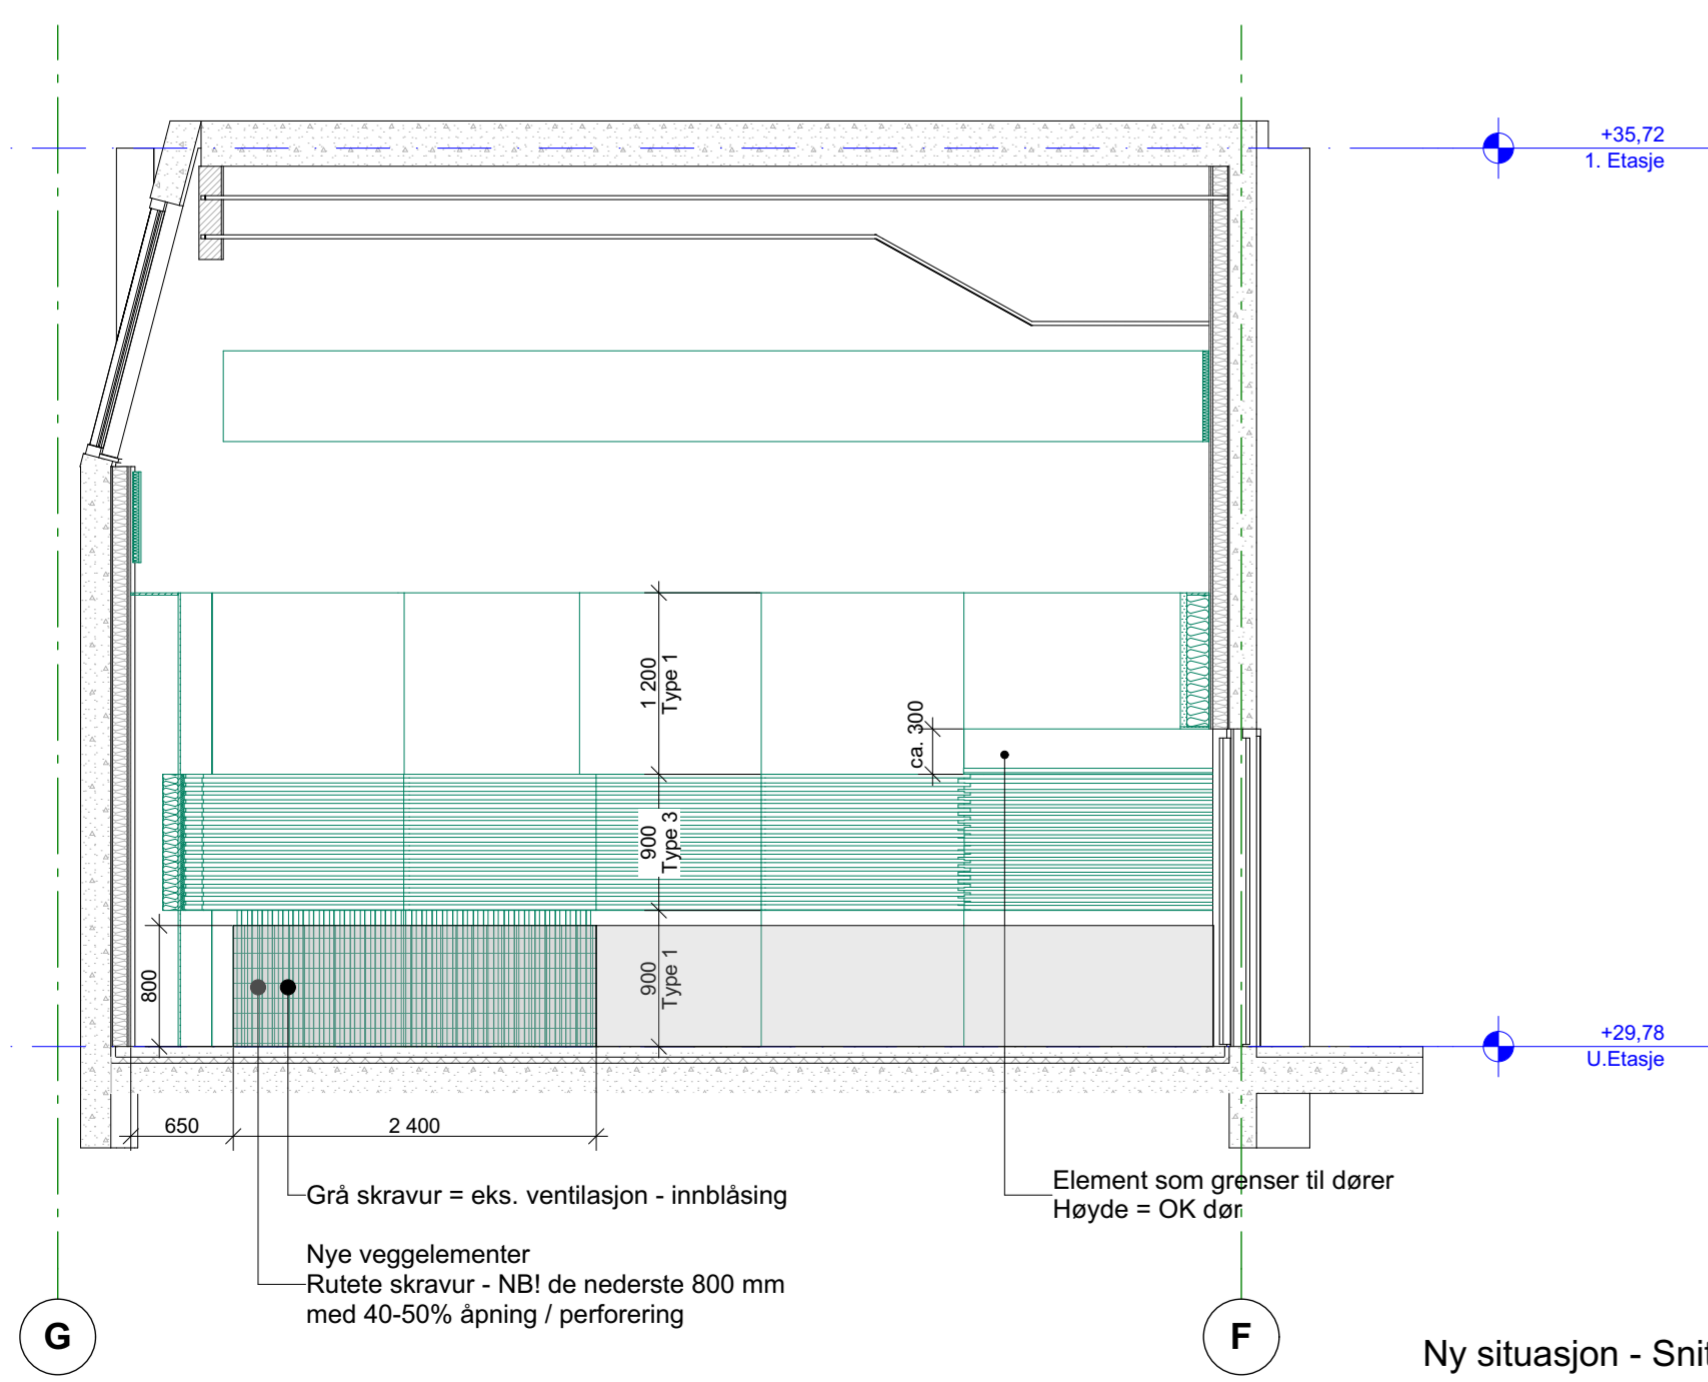 +35,72
1. Etasje
1 200
Type 1
ca. 300
900
Type 3
900
Type 1
800
+29,78
U.Etasje
650
2 400
Grå skravur = eks. ventilasjon - innblåsing
Element som grenser til dører
Høyde = OK dør
Nye veggelementer
Rutete skravur - NB! de nederste 800 mm
med 40-50% åpning / perforering
G
F
Ny situasjon - Snit